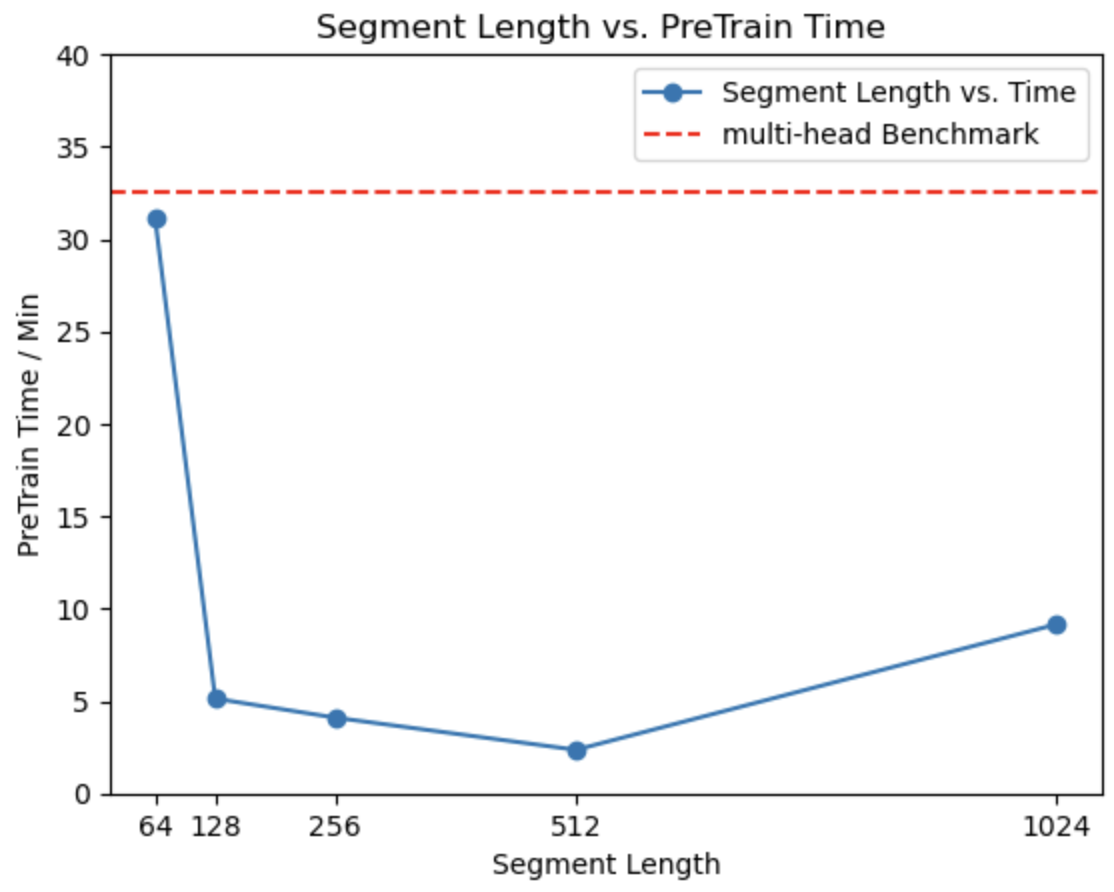 Segment Length vs. PreTrain Time
40
35
30
25
20
15
10
5
0
PreTrain Time / Min
Segment Length vs. Time
multi-head Benchmark
64 128 256 512 1024
Segment Length